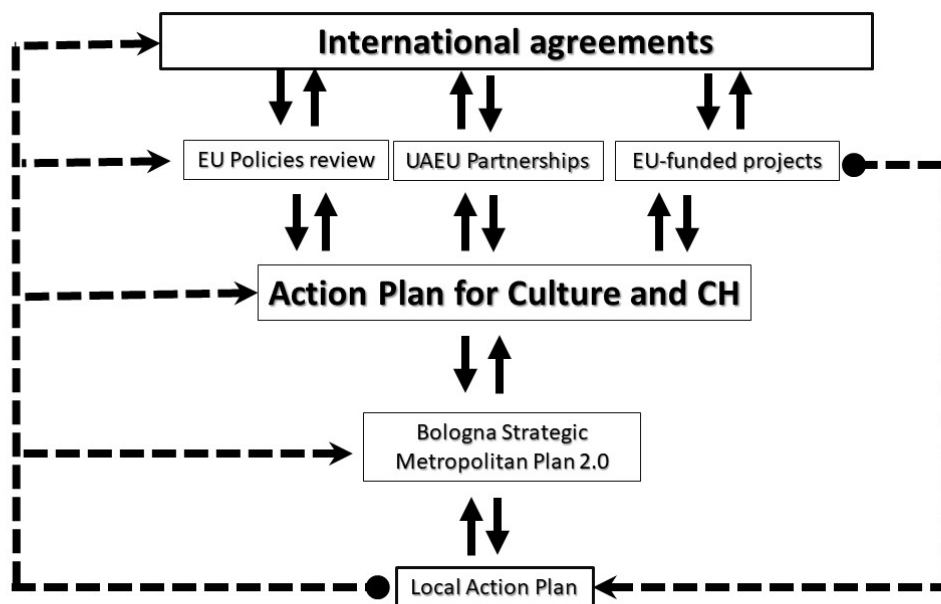 International agreements
EU Policies review
UAEU Partnerships
EU-funded projects
Action Plan for Culture and CH
Bologna Strategic
Metropolitan Plan 2.0
Local Action Plan